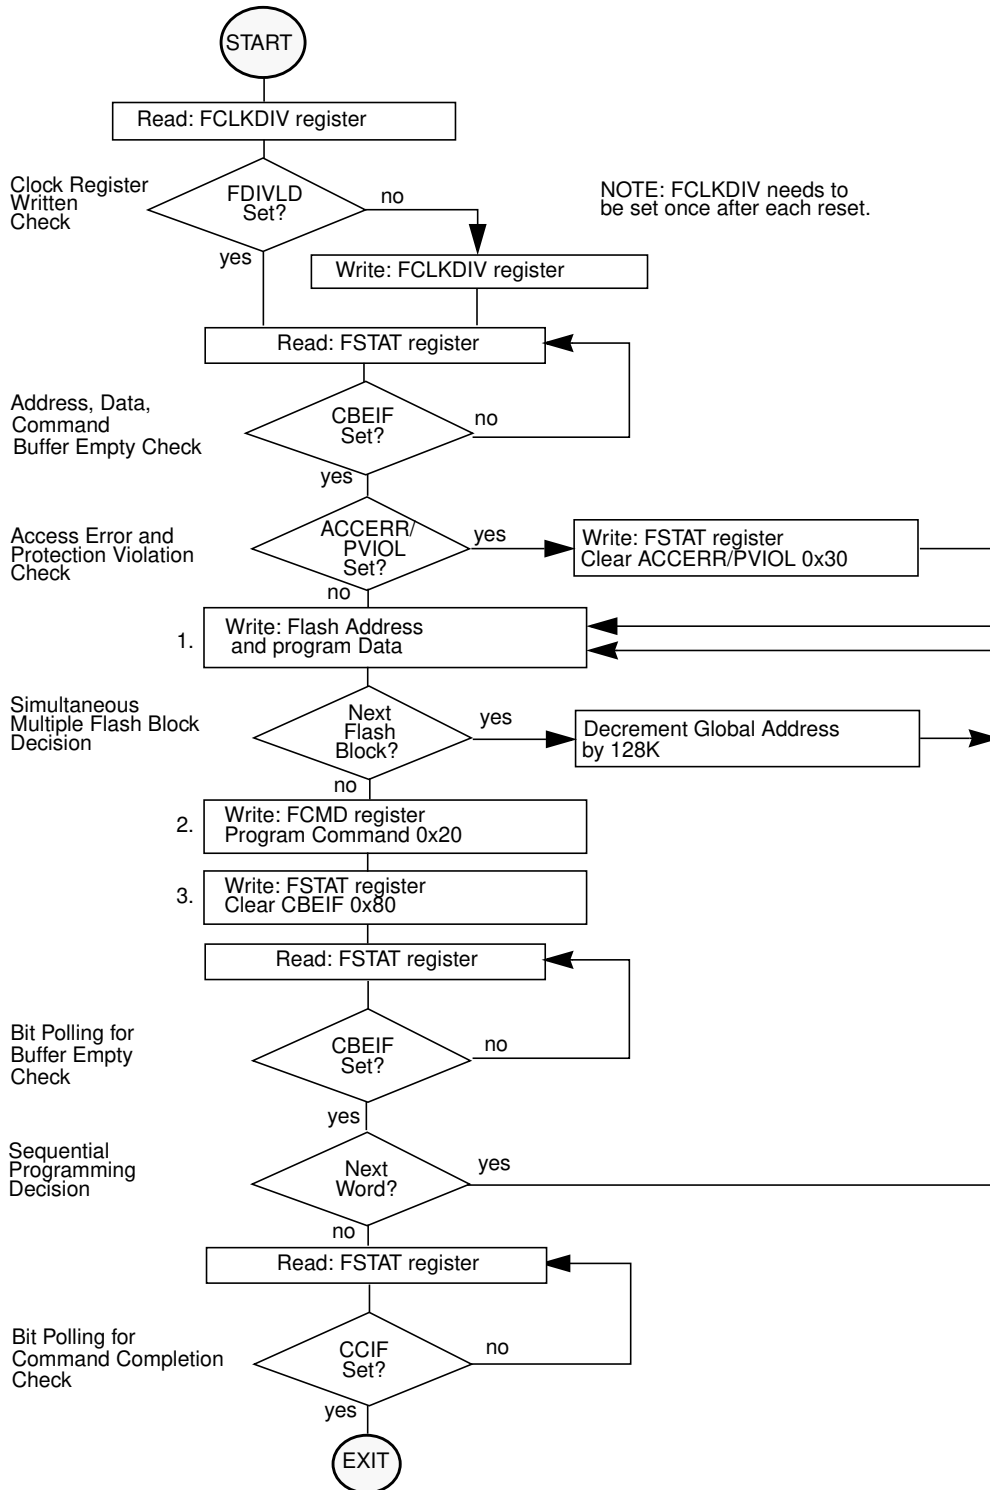 START
Read: FCLKDIV register
Clock Register
Written
Check
FDIVLD
Set?
no
yes
NOTE: FCLKDIV needs to
be set once after each reset.
Write: FCLKDIV register
Read: FSTAT register
Address, Data,
Command
Buffer Empty Check
CBEIF
Set?
no
yes
Access Error and
Protection Violation
Check
ACCERR/
PVIOL
Set?
yes
no
Write: FSTAT register
Clear ACCERR/PVIOL 0x30
1.
Write: Flash Address
and program Data
Simultaneous
Multiple Flash Block
Decision
Next
Flash
Block?
yes
no
Decrement Global Address
by 128K
2.
Write: FCMD register
Program Command 0x20
3.
Write: FSTAT register
Clear CBEIF 0x80
Read: FSTAT register
Bit Polling for
Buffer Empty
Check
CBEIF
Set?
no
yes
Sequential
Programming
Decision
Next
Word?
yes
no
Read: FSTAT register
Bit Polling for
Command Completion
Check
CCIF
Set?
no
yes
EXIT